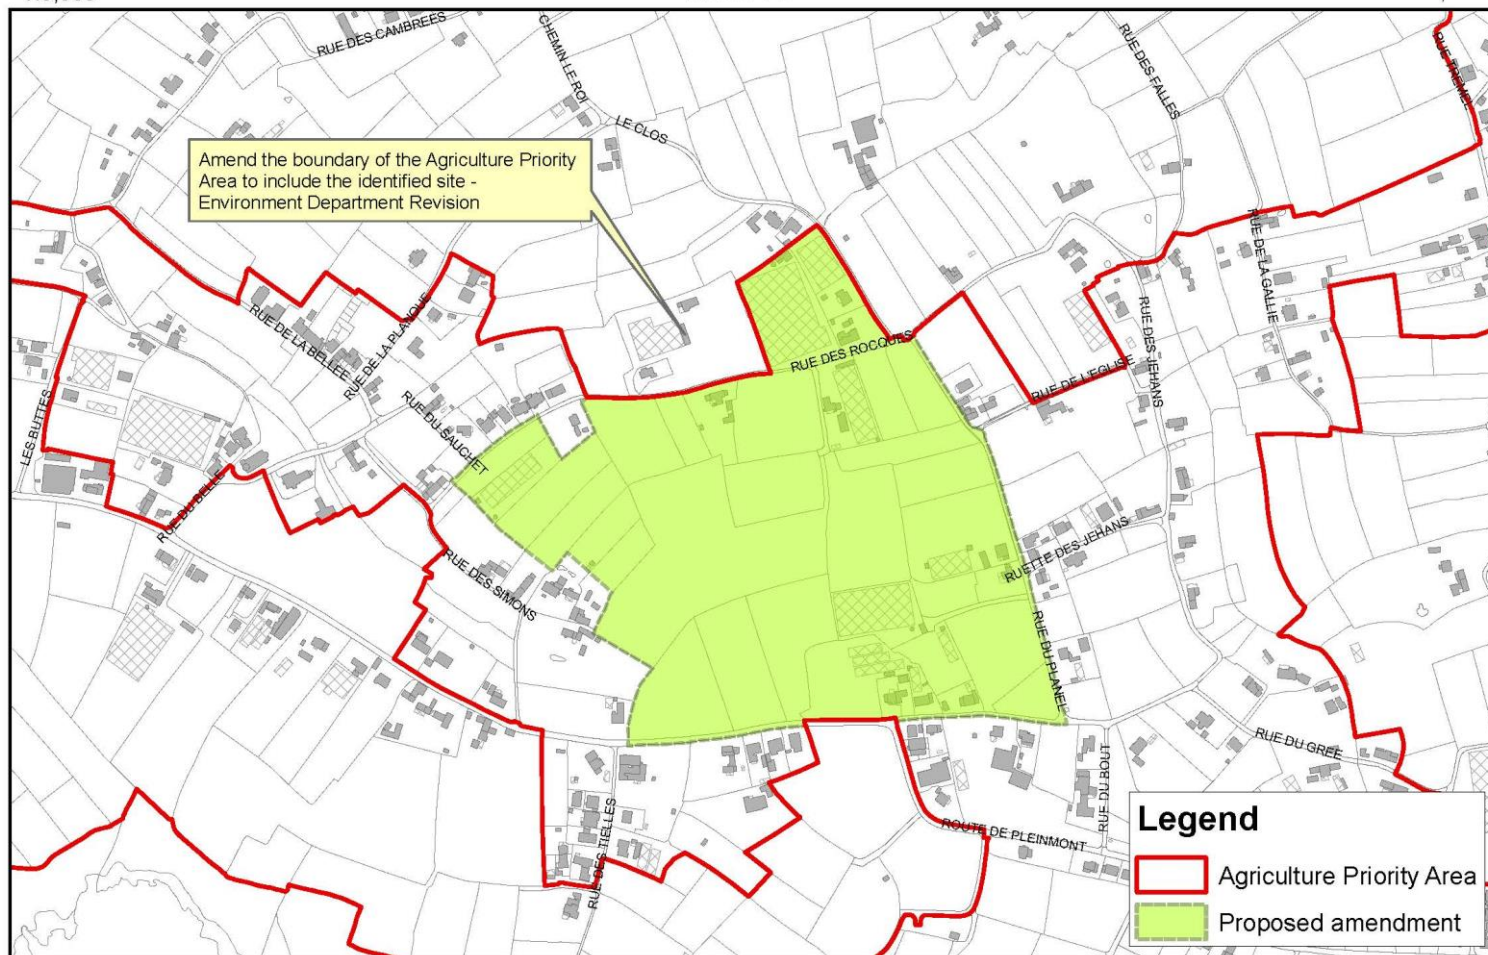 RUE DES CAMBREES
CHEMIN LE ROI
LE CLOS
RUE DES FALLES
RUE TREMEL
Amend the boundary of the Agriculture Priority
Area to include the identified site -
Environment Department Revision
RUE DE LA GALLIE
RUE DE LA BELLEE
RUE DE LA PLANQUE
RUE DES ROCQUES
RUE DES JEHANS
RUE DE L'EGLISE
LES BUTTES
RUE DU SAUCHET
RUE DU BELLE
RUE DES SIMONS
RUETTE DES JEHANS
RUE DU PLANEL
RUE DU GREE
RUE DU BOUT
RUE DES TIELLES
ROUTE DE PLEINMONT
Legend
Agriculture Priority Area
Proposed amendment